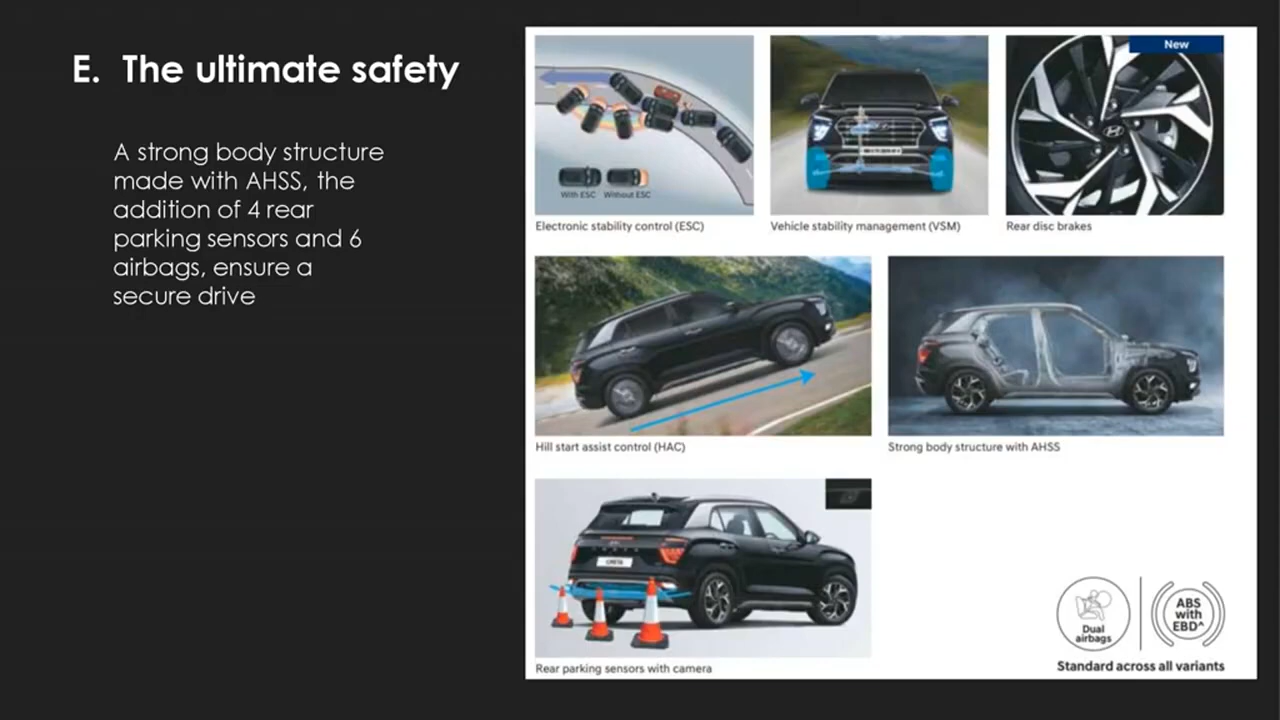 E. The ultimate safety
A strong body structure
made with AHSS, the
addition of 4 rear
parking sensors and 6
airbags, ensure a
secure drive
With ESC
Without ESC
Electronic stability control (ESC)
Vehicle stability management (VSM)
New
Rear disc brakes
Hill start assist control (HAC)
Strong body structure with AHSS
CRETA
Rear parking sensors with camera
Dual
airbags
ABS
with
EBD^
Standard across all variants